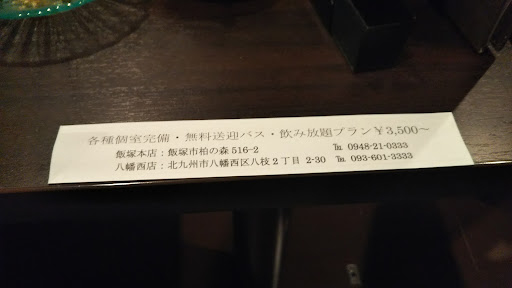 各種個室完備・無料送迎バス・飲み放題プラン￥3,500～
飯塚本店：飯塚市柏の森516-2 ℡ 0948-21-0333
八幡西店：北九州市八幡西区八枝２丁目 2-30 ℡ 093-601-3333